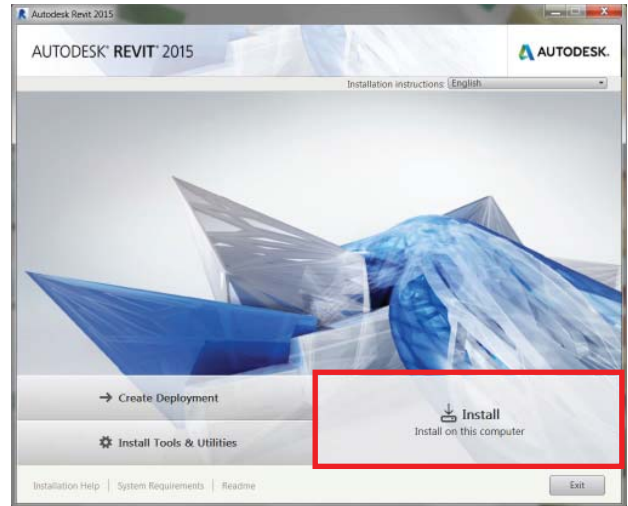 Autodesk Revit 2015
AUTODESK® REVIT® 2015
AUTODESK.
Installation instructions: English
→ Create Deployment
Install
Install on this computer
Install Tools & Utilities
Installation Help | System Requirements | Readme
Exit